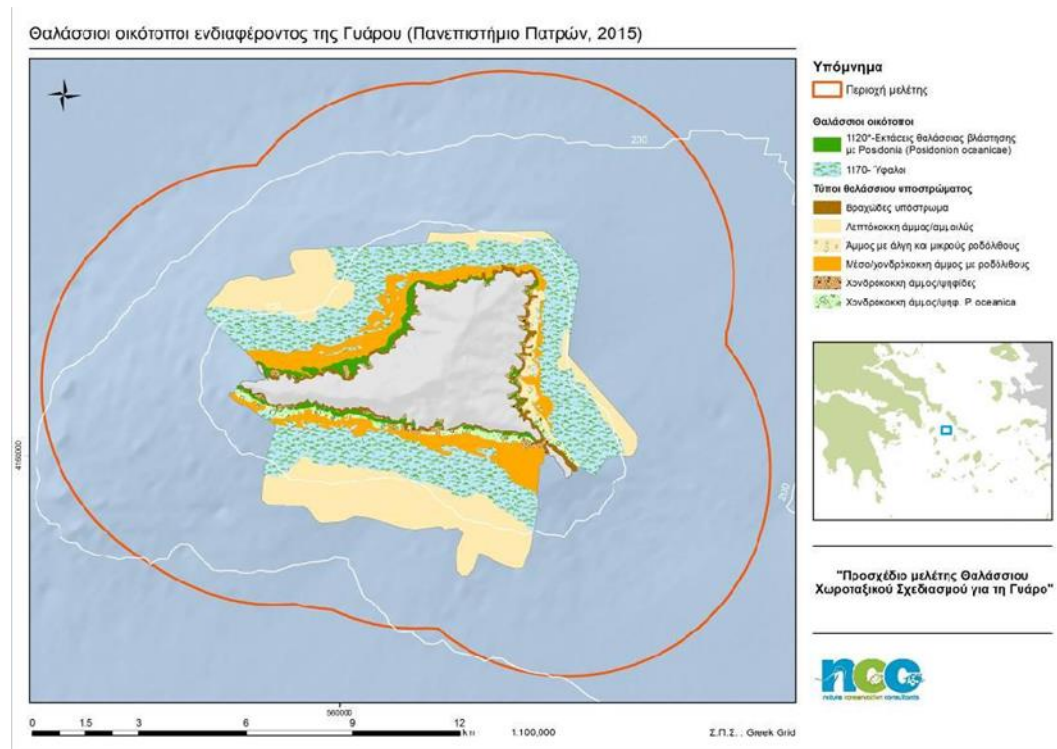 Θαλάσσιοι οικότοποι ενδιαφέροντος της Γυάρου (Πανεπιστήμιο Πατρών, 2015)
230
200
4160000
560000
0 1.5 3 6 9 12
1:100,000
Σ.Π.Σ. : Greek Grid
Υπόμνημα
Περιοχή μελέτης
Θαλάσσιοι οικότοποι
1120*-Εκτάσεις θαλάσσιας βλάστησης
με Posidonia (Posidonion oceanicae)
1170- Ύφαλοι
Τύποι θαλάσσιου υποστρώματος
Βραχώδες υπόστρωμα
Λεπτόκοκκη άμμος/αμμοιλύς
Άμμος με άλγη και μικρούς ροδόλιθους
Μέσο/χονδρόκοκκη άμμος με ροδόλιθους
Χονδρόκοκκη άμμος/ψηφίδες
Χονδρόκοκκη άμμος/ψηφ. P. oceanica
"Προσχέδιο μελέτης Θαλάσσιου
Χωροταξικού Σχεδιασμού για τη Γυάρο"
ncc
nature conservation consultants